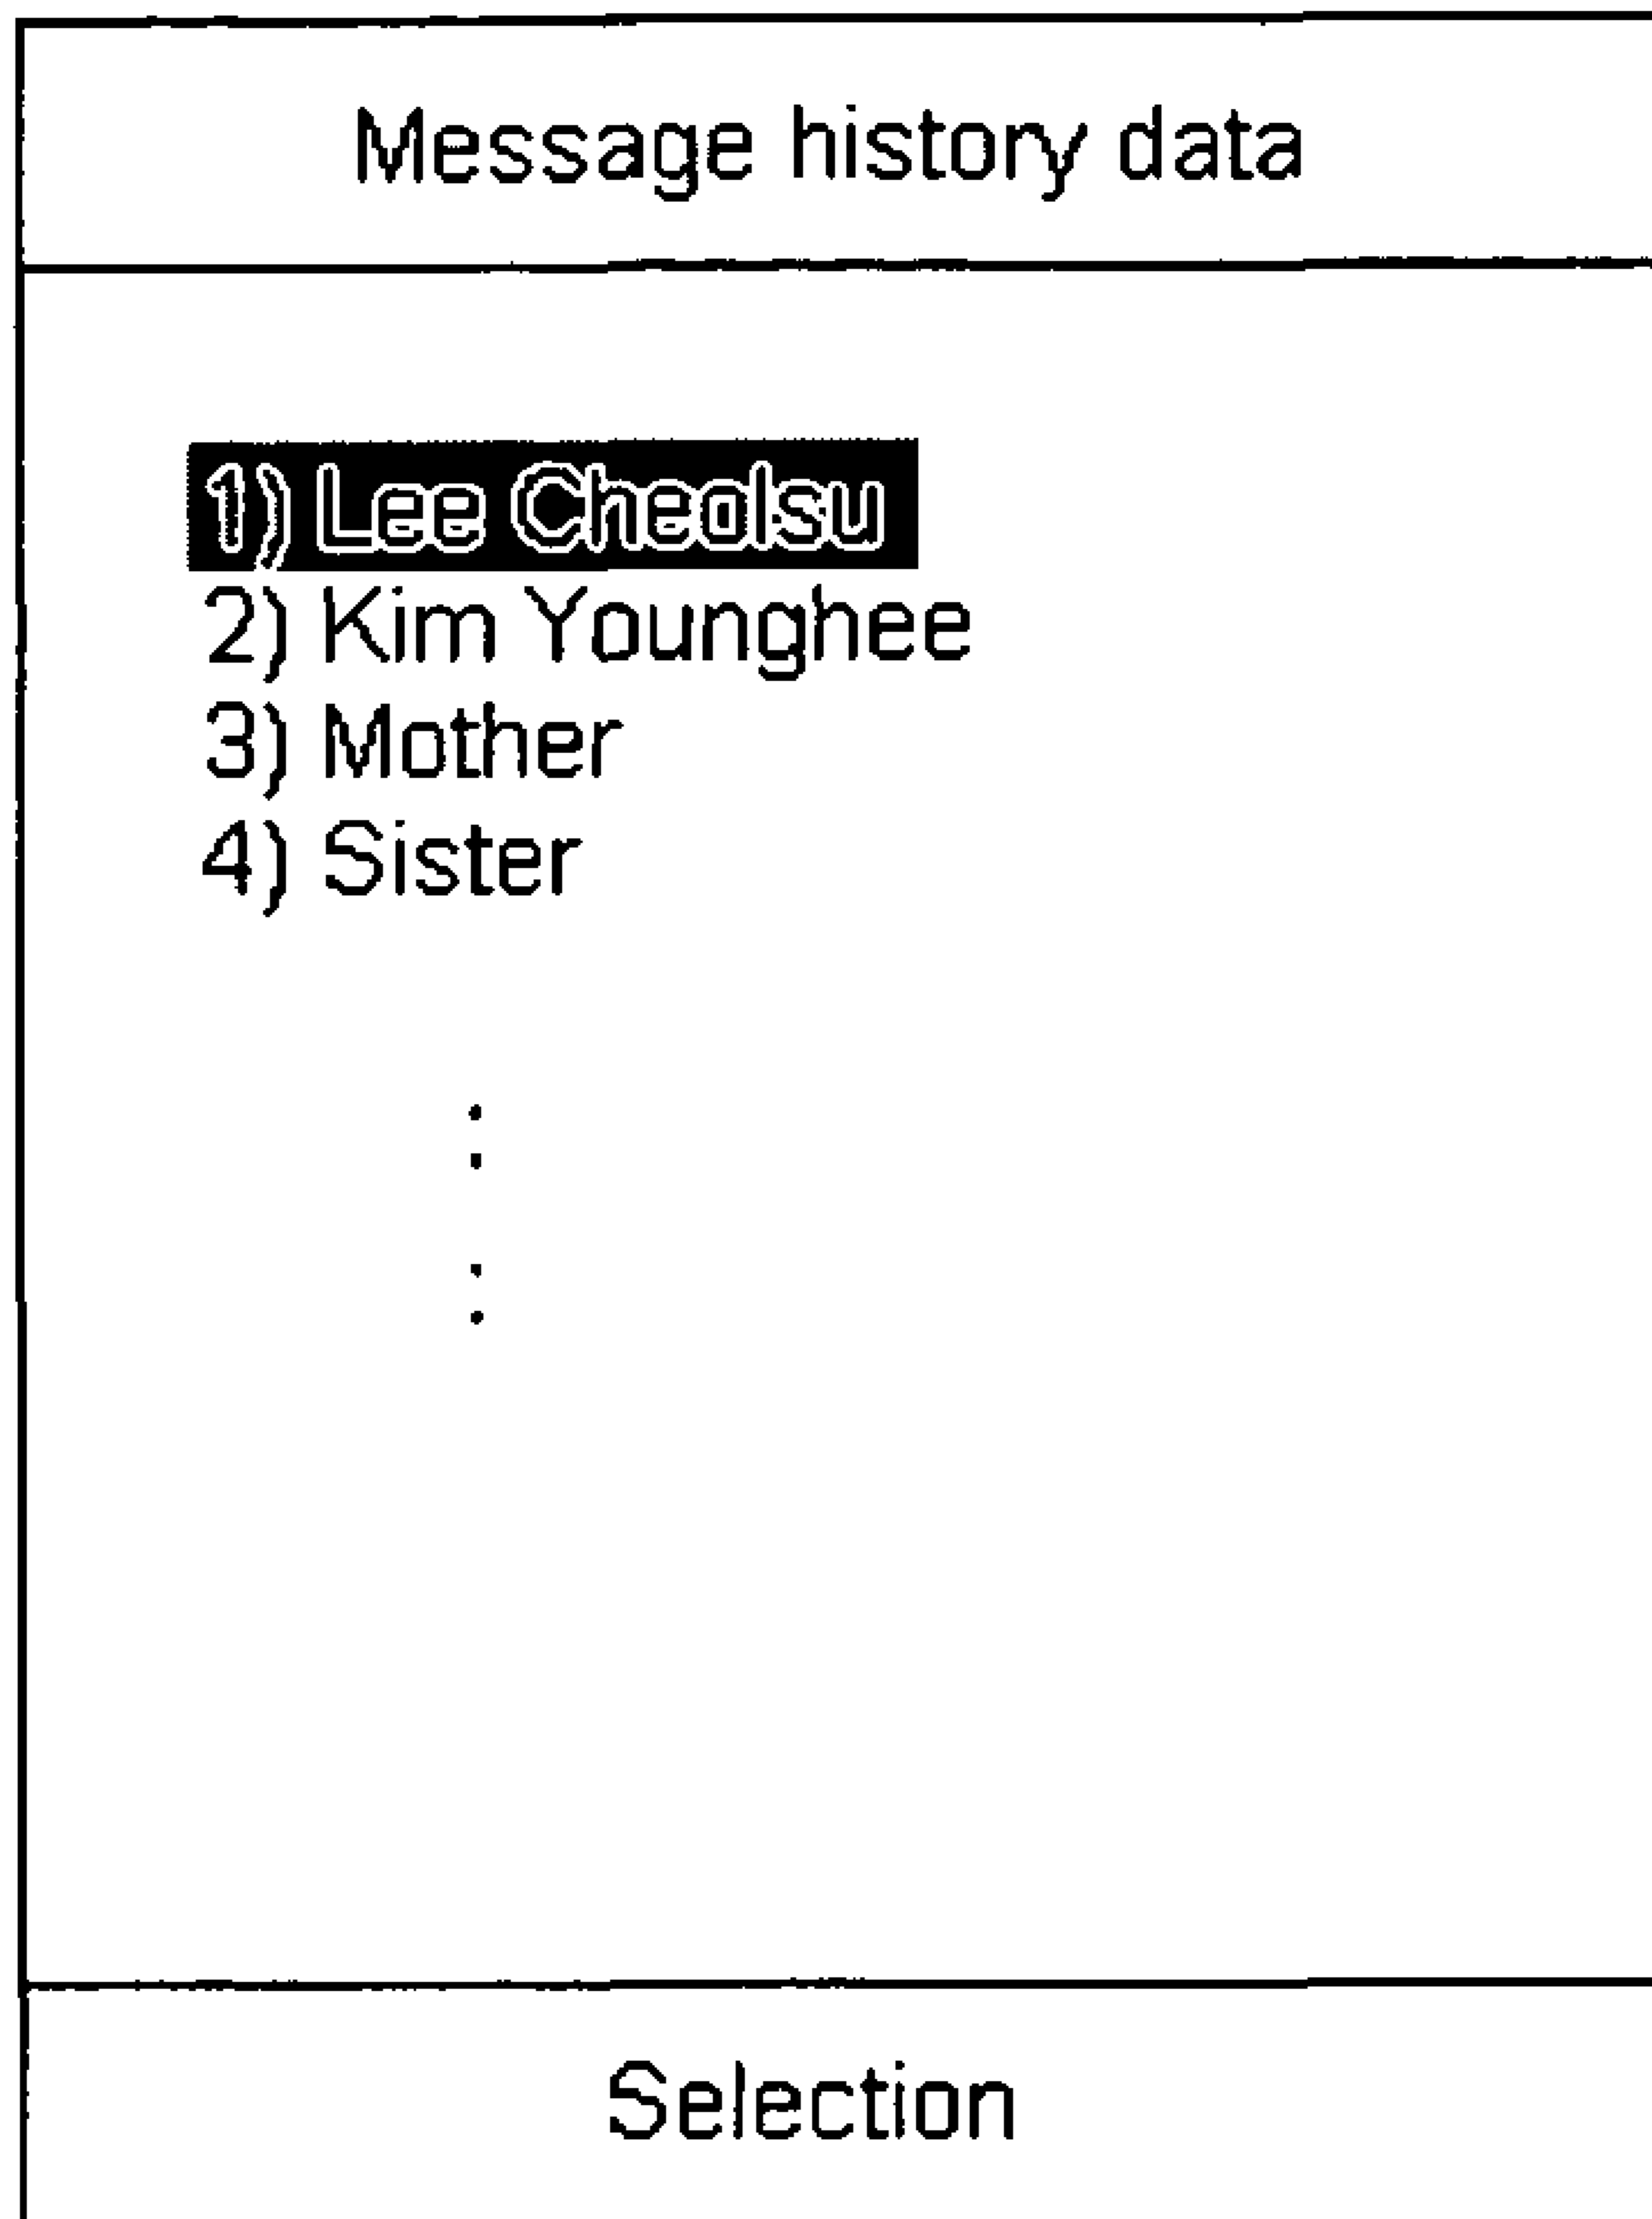 Message history data
1) Lee Cheolsu
2) Kim Younghee
3) Mother
4) Sister
:
:
Selection